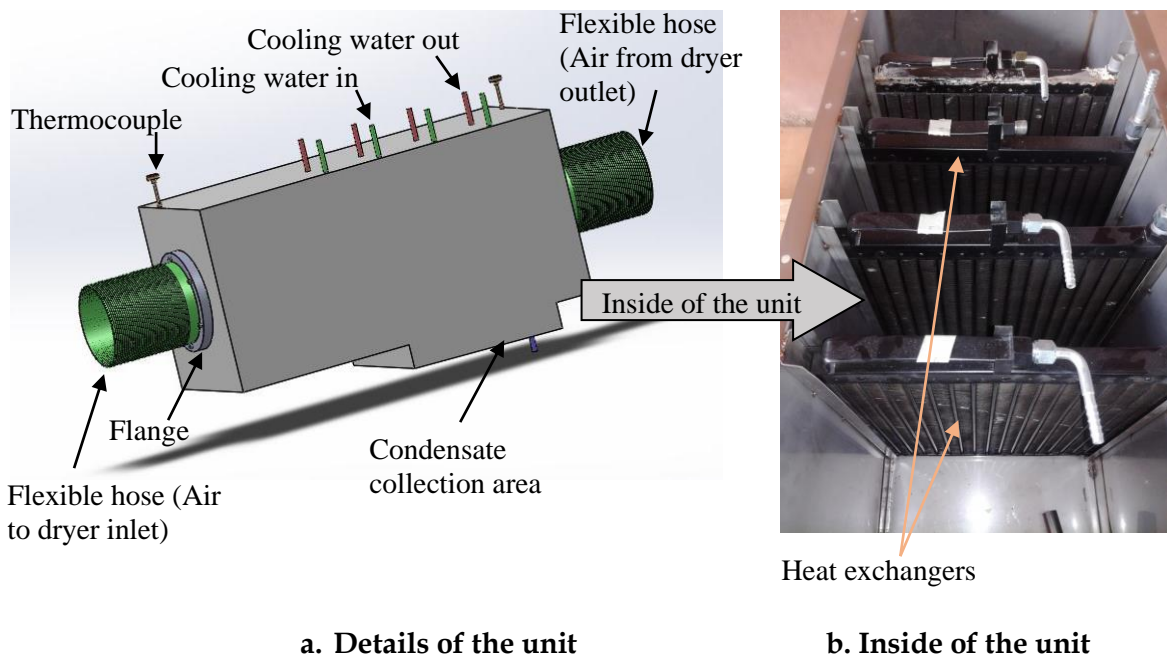 Cooling water out
Cooling water in
Thermocouple
Flexible hose
(Air from dryer
outlet)
Inside of the unit
Flange
Condensate
collection area
Flexible hose (Air
to dryer inlet)
Heat exchangers
a. Details of the unit
b. Inside of the unit